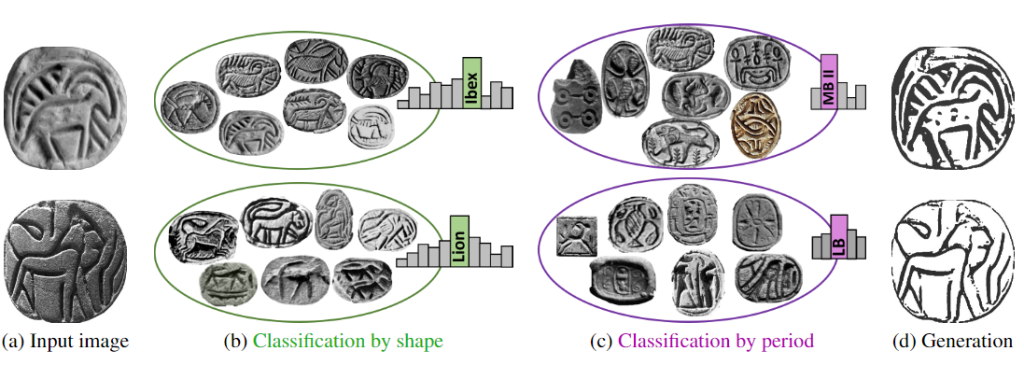 Ibex
MB II
Lion
LB
(a) Input image
(b) Classification by shape
(c) Classification by period
(d) Generation